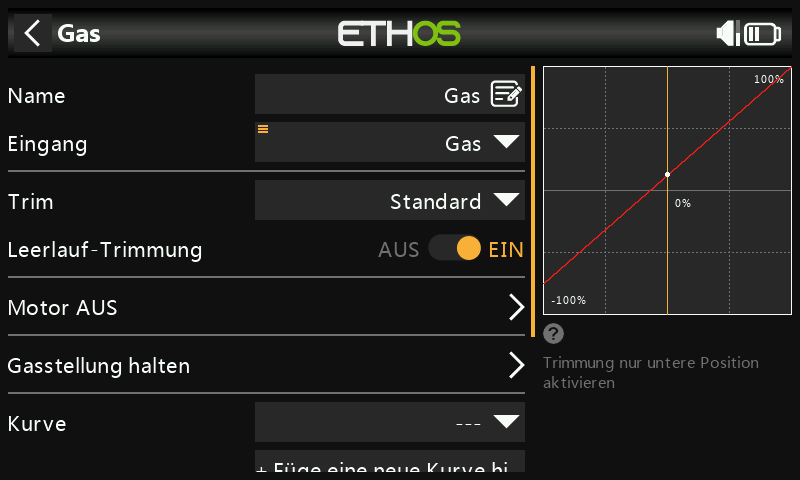 Gas
ETHOS
Name
Gas
Eingang
Gas
Trim
Standard
Leerlauf-Trimmung
AUS
EIN
Motor AUS
Gasstellung halten
Kurve
---
+ Füge eine neue Kurve hi...
100%
0%
-100%
?
Trimmung nur untere Position
aktivieren